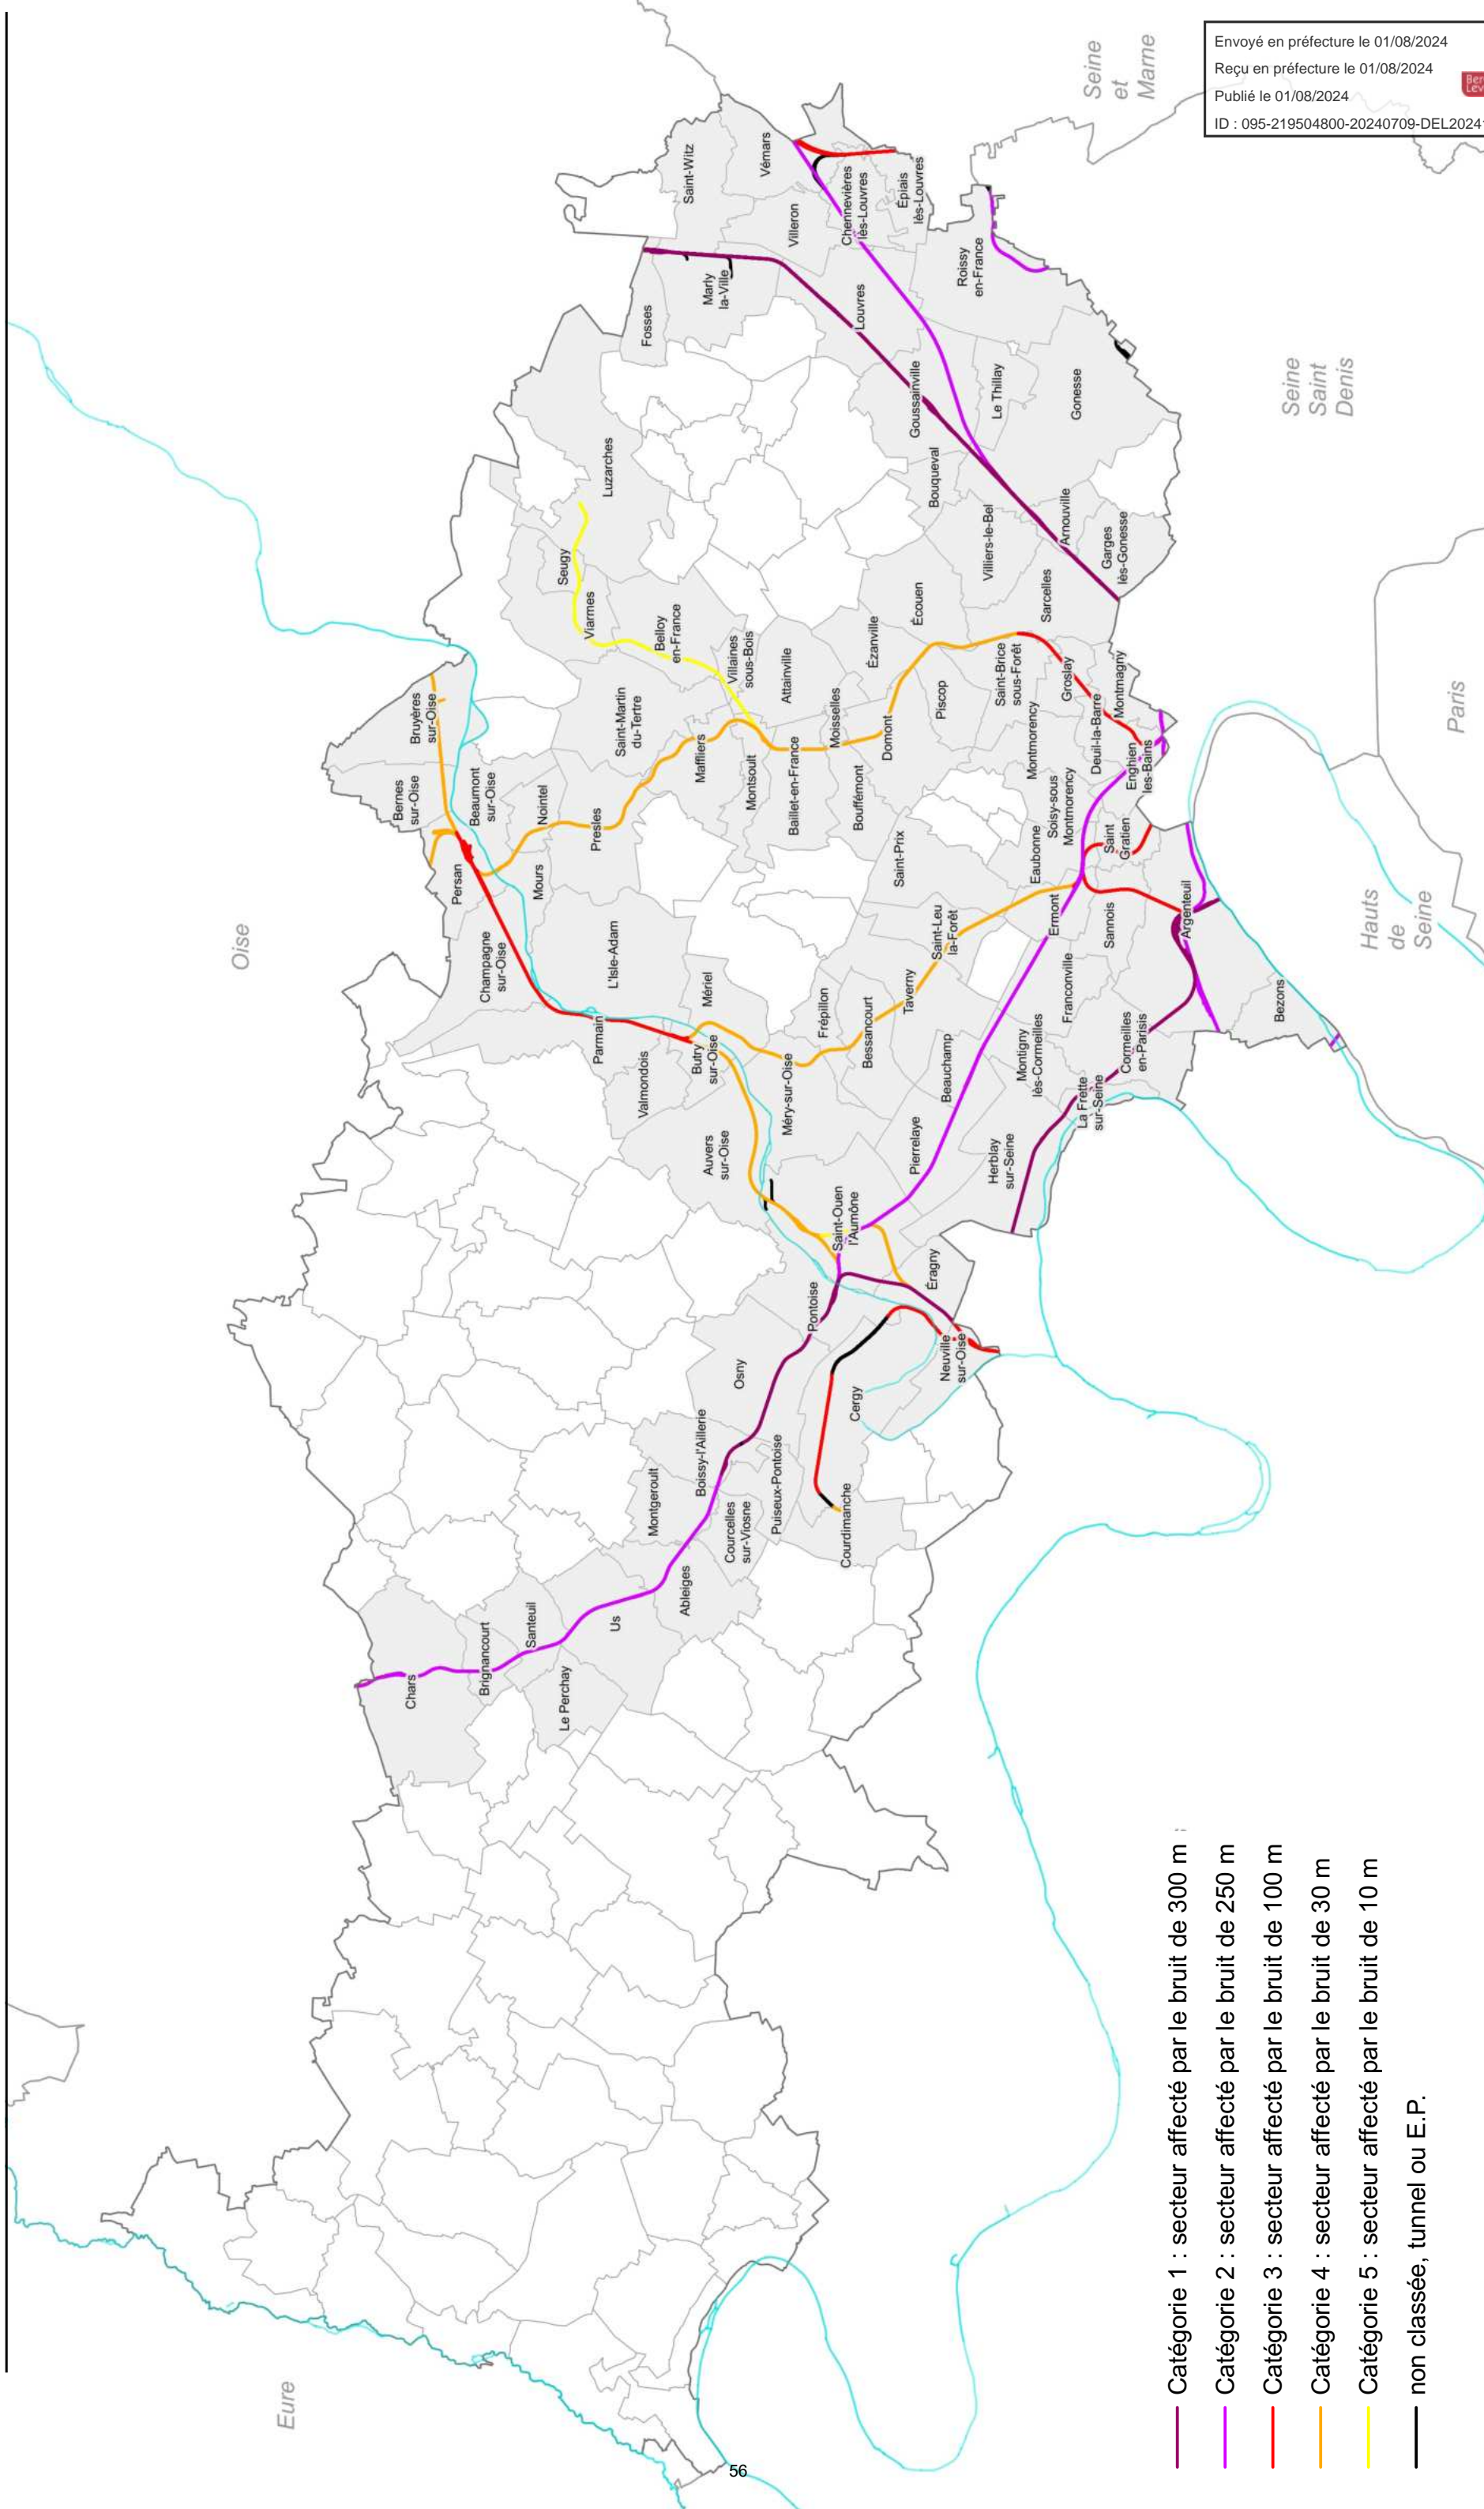 Envoyé en préfecture le 01/08/2024
Reçu en préfecture le 01/08/2024
Publié le 01/08/2024
ID : 095-219504800-20240709-DEL2024
Seine
et
Marne
Oise
Eure
Seine
Saint
Denis
Paris
Hauts
de
Seine
Saint-Witz
Vémars
Villeron
Chennevières
lès-Louvres
Épiais
lès-Louvres
Roissy
en-France
Marly
la-Ville
Fosses
Louvres
Goussainville
Le Thillay
Gonesse
Bouqueval
Villiers-le-Bel
Arnouville
Garges
lès-Gonesse
Sarcelles
Luzarches
Seugy
Viarmes
Belloy
en-France
Villaines
sous-Bois
Attainville
Ézanville
Écouen
Moisselles
Domont
Piscop
Saint-Brice
sous-Forêt
Groslay
Montmagny
Deuil-la-Barre
Montmorency
Enghien
les-Bains
Soisy-sous
Montmorency
Saint
Gratien
Eaubonne
Ermont
Sannois
Argenteuil
Bezons
Saint-Prix
Saint-Leu
la-Forêt
Franconville
Cormeilles
en-Parisis
Montigny
lès-Cormeilles
La Frette
sur-Seine
Herblay
sur-Seine
Beauchamp
Pierrelaye
Taverny
Bessancourt
Frépillon
Méry-sur-Oise
Mériel
Butry
sur-Oise
Auvers
sur-Oise
Valmondois
Parmain
L'Isle-Adam
Champagne
sur-Oise
Persan
Mours
Nointel
Presles
Beaumont
sur-Oise
Bernes
sur-Oise
Bruyères
sur-Oise
Saint-Martin
du-Tertre
Maffliers
Montsoult
Baillet-en-France
Bouffémont
Saint-Ouen
l'Aumône
Éragny
Neuville
sur-Oise
Pontoise
Osny
Cergy
Puiseux-Pontoise
Courdimanche
Boissy-l'Aillerie
Montgeroult
Courcelles
sur-Viosne
Ableiges
Us
Santeuil
Brignancourt
Le Perchay
Chars
Catégorie 1 : secteur affecté par le bruit de 300 m
Catégorie 2 : secteur affecté par le bruit de 250 m
Catégorie 3 : secteur affecté par le bruit de 100 m
Catégorie 4 : secteur affecté par le bruit de 30 m
Catégorie 5 : secteur affecté par le bruit de 10 m
non classée, tunnel ou E.P.
56